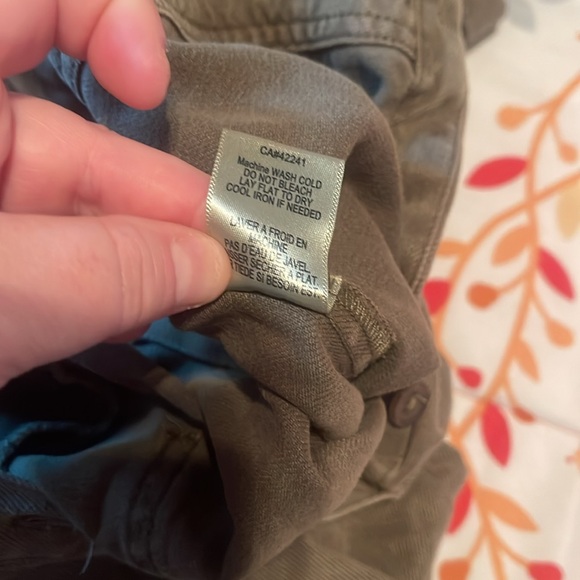 CA#42241
Machine WASH COLD
DO NOT BLEACH
LAY FLAT TO DRY
COOL IRON IF NEEDED
LAVER A FROID EN
MACHINE
PAS D'EAU DE JAVEL.
SECHER A PLAT.
SI BESOIN EST.